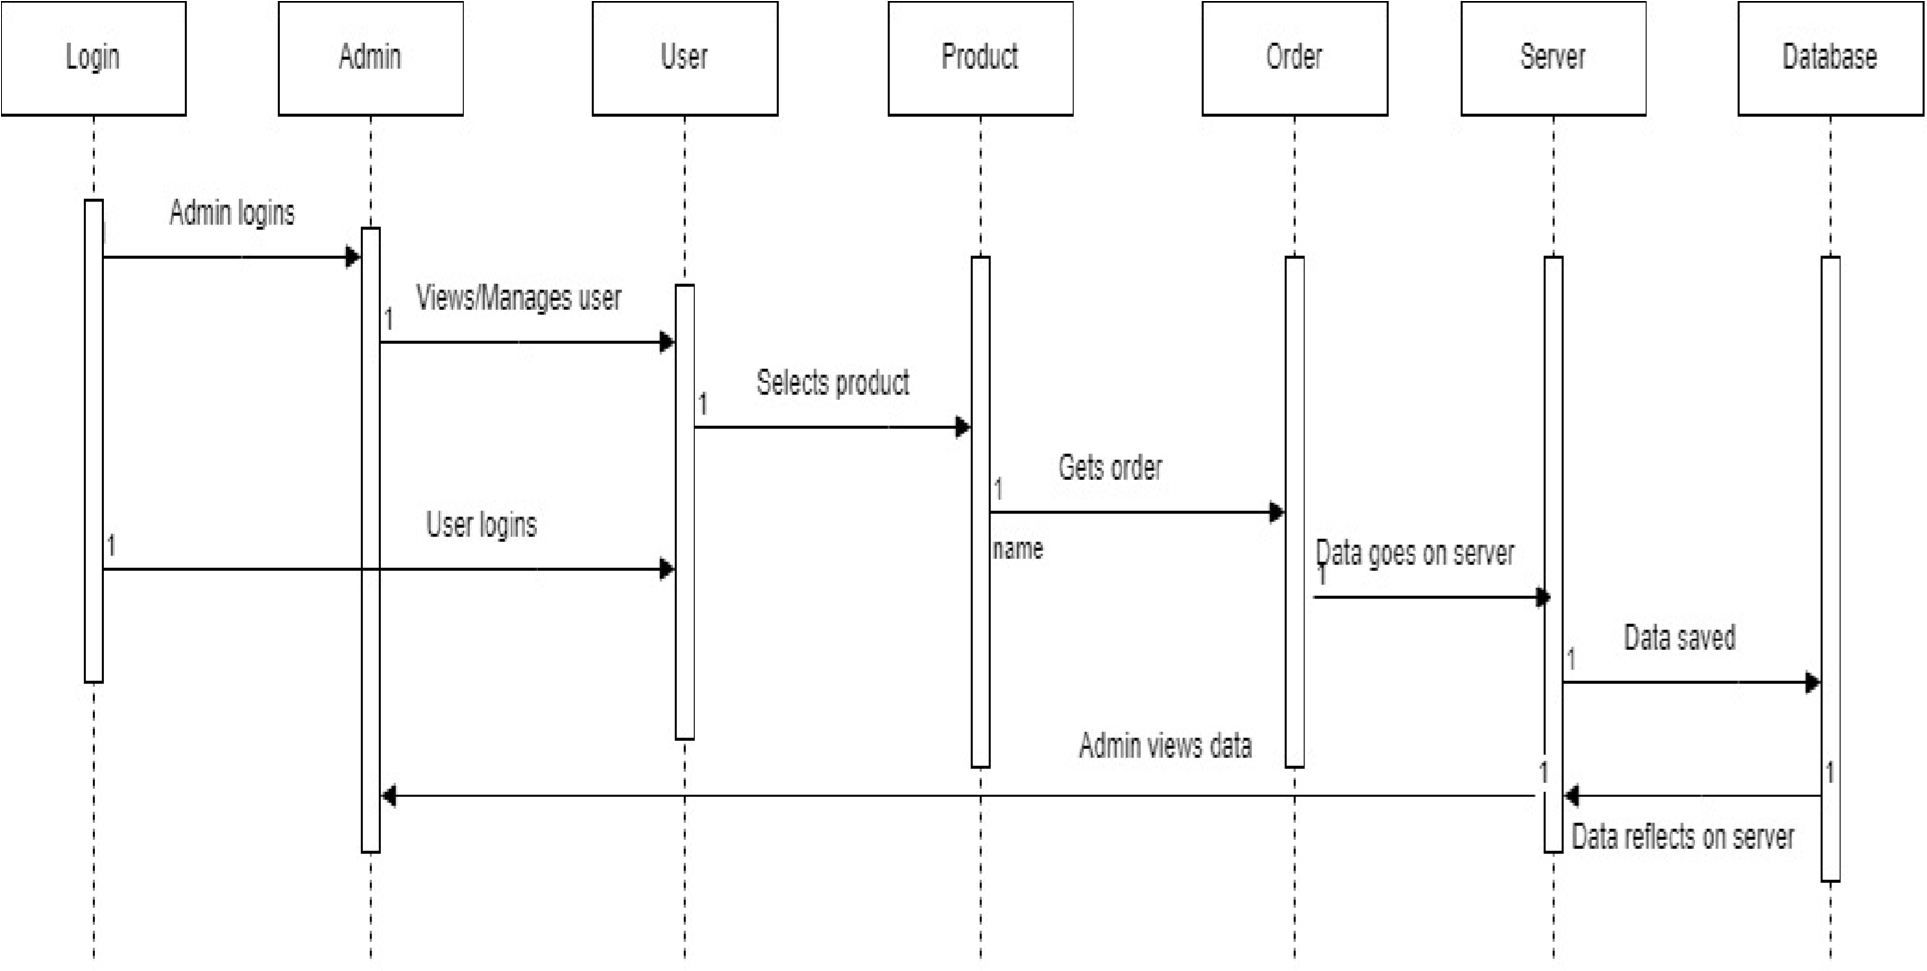 Login
Admin
User
Product
Order
Server
Database
Admin logins
Views/Manages user
1
Selects product
1
Gets order
1
name
User logins
1
Data goes on server
1
Data saved
1
Admin views data
1
1
Data reflects on server